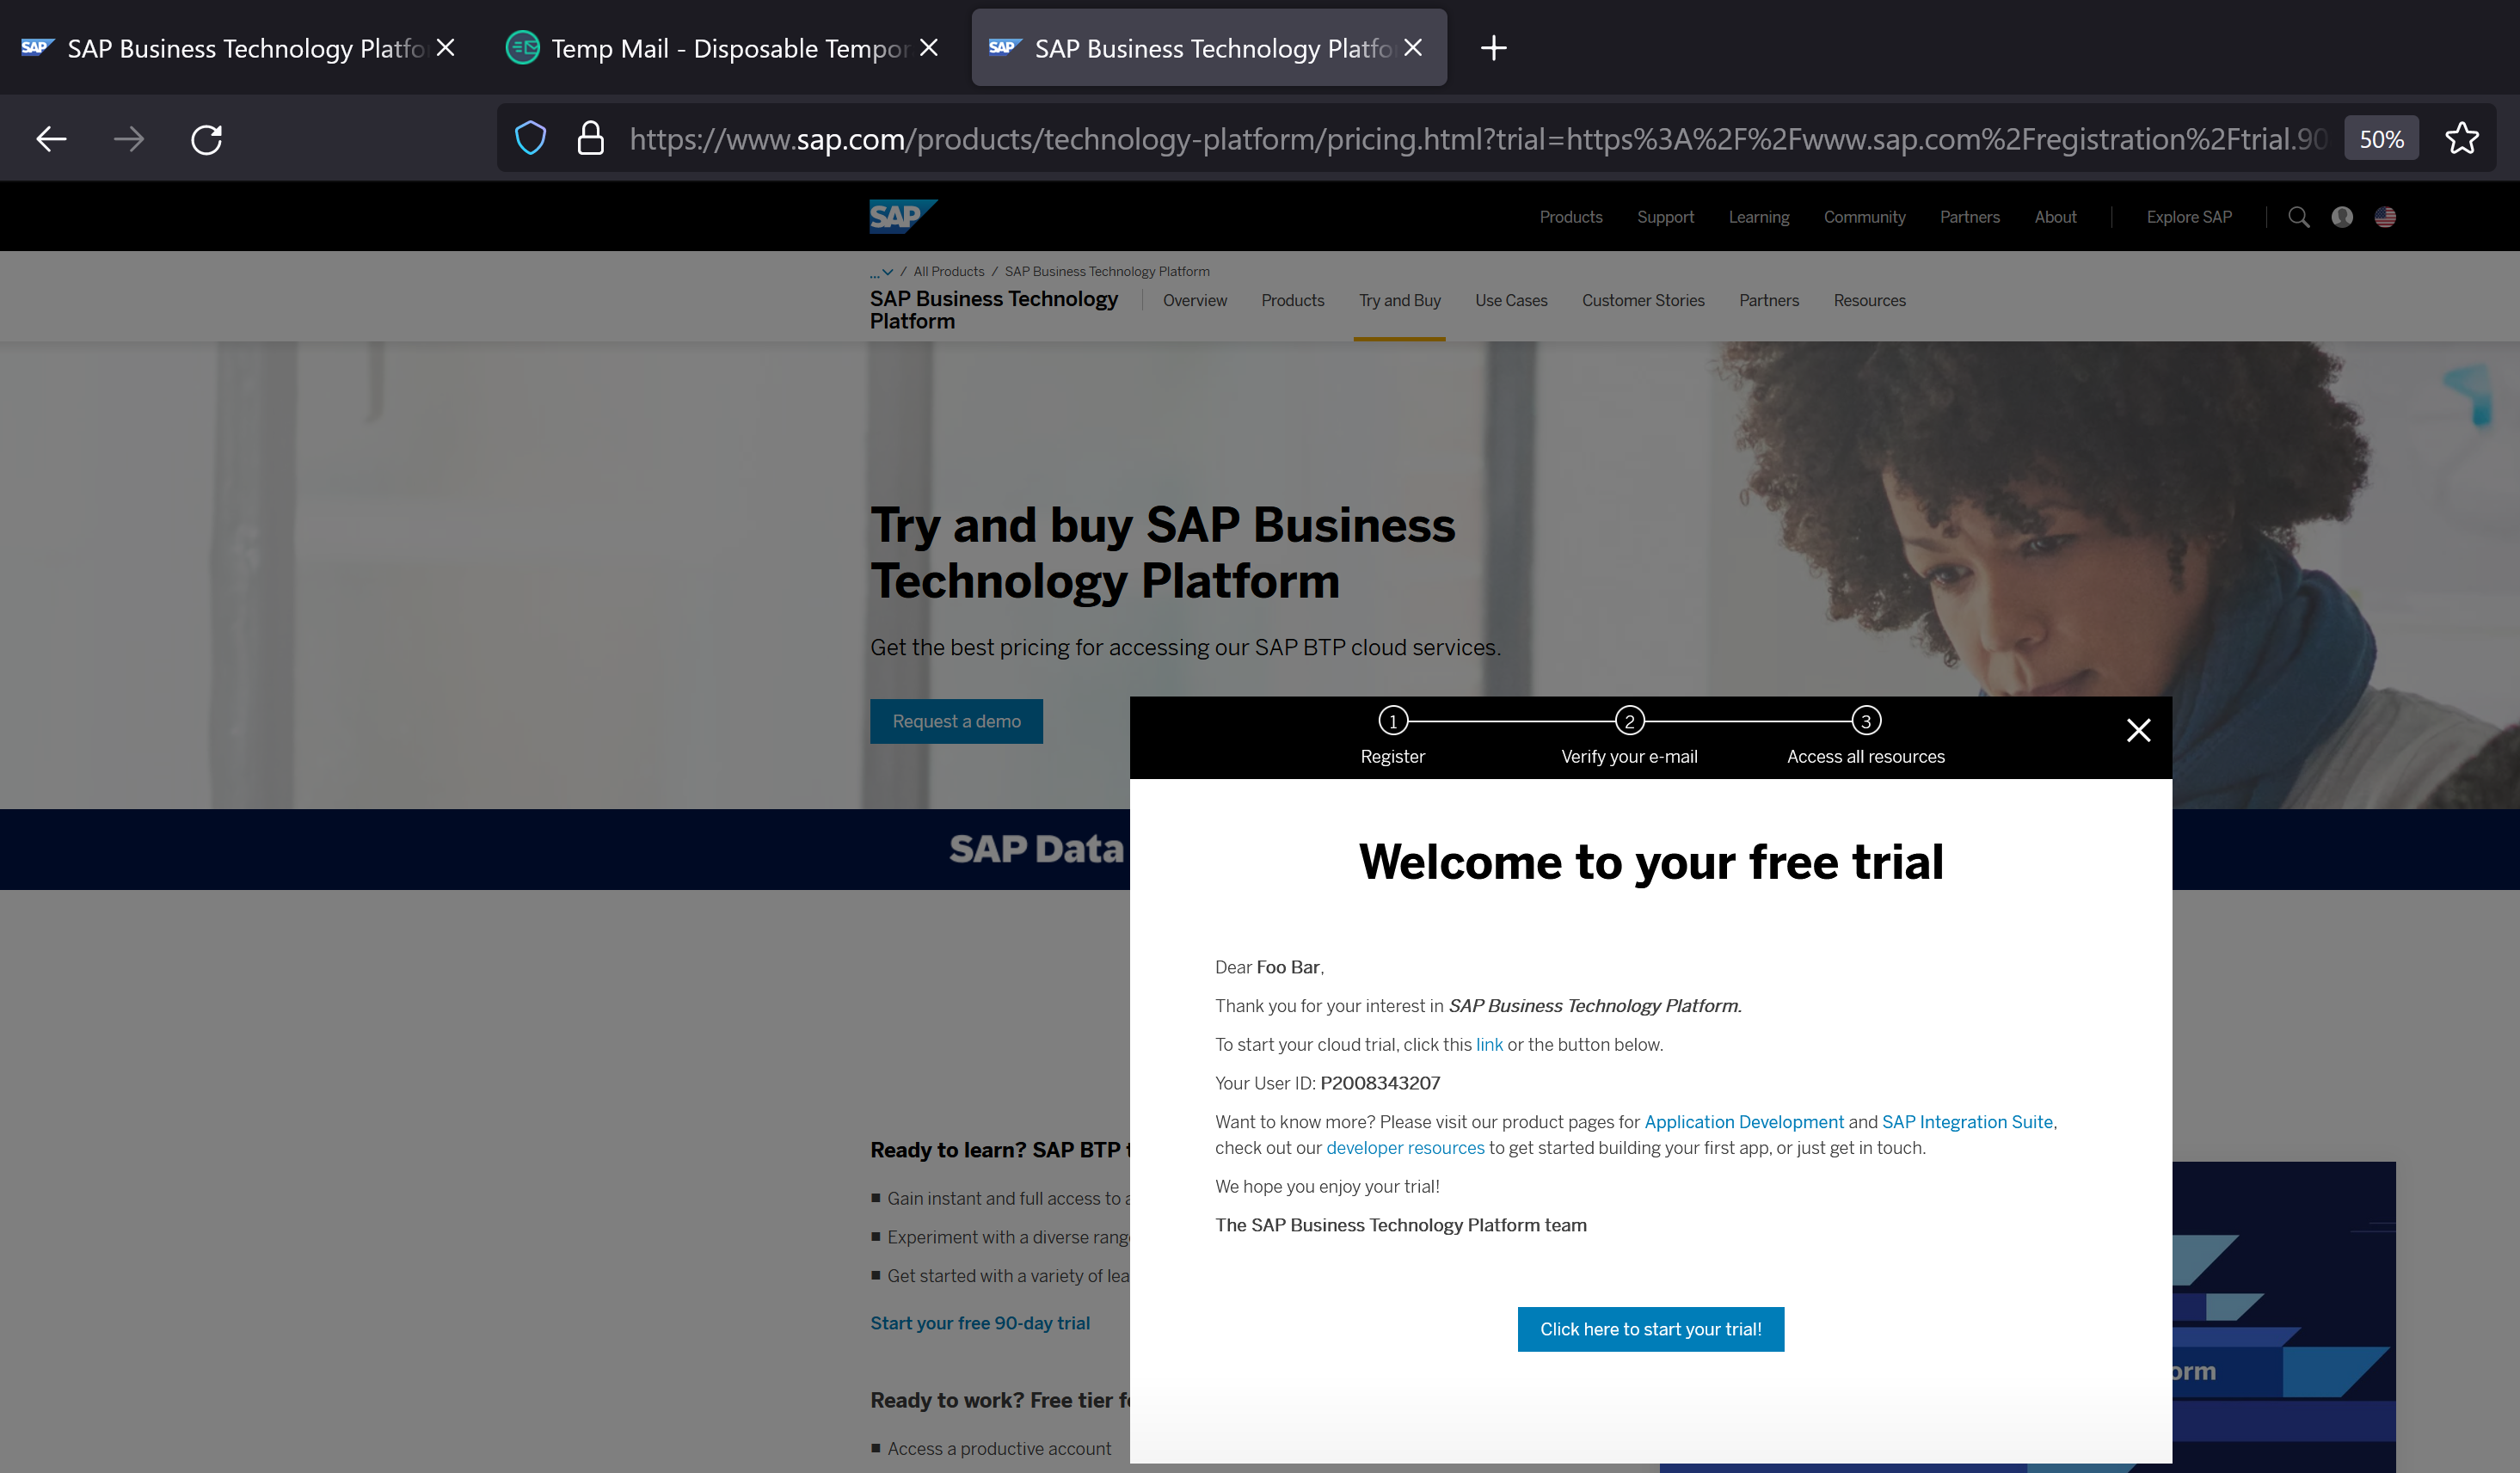 SAP Business Technology Platfo
Temp Mail - Disposable Tempor
SAP Business Technology Platfo
https://www.sap.com/products/technology-platform/pricing.html?trial=https%3A%2F%2Fwww.sap.com%2Fregistration%2Ftrial.90
50%
SAP
Products Support Learning Community Partners About Explore SAP
... / All Products / SAP Business Technology Platform
SAP Business Technology
Platform
Overview Products Try and Buy Use Cases Customer Stories Partners Resources
Try and buy SAP Business
Technology Platform
Get the best pricing for accessing our SAP BTP cloud services.
Request a demo
SAP Data
Ready to learn? SAP BTP
■ Gain instant and full access to
■ Experiment with a diverse rang
■ Get started with a variety of lea
Start your free 90-day trial
Ready to work? Free tier
■ Access a productive account
1 2 3
Register Verify your e-mail Access all resources
Welcome to your free trial
Dear Foo Bar,
Thank you for your interest in SAP Business Technology Platform.
To start your cloud trial, click this link or the button below.
Your User ID: P2008343207
Want to know more? Please visit our product pages for Application Development and SAP Integration Suite,
check out our developer resources to get started building your first app, or just get in touch.
We hope you enjoy your trial!
The SAP Business Technology Platform team
Click here to start your trial!
orm